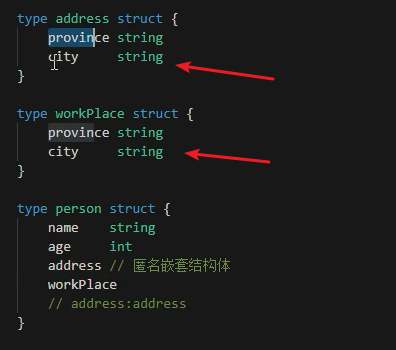 type address struct {
    province string
    city     string
}
type workPlace struct {
    province string
    city     string
}
type person struct {
    name    string
    age     int
    address // 匿名嵌套结构体
    workPlace
    // address:address
}